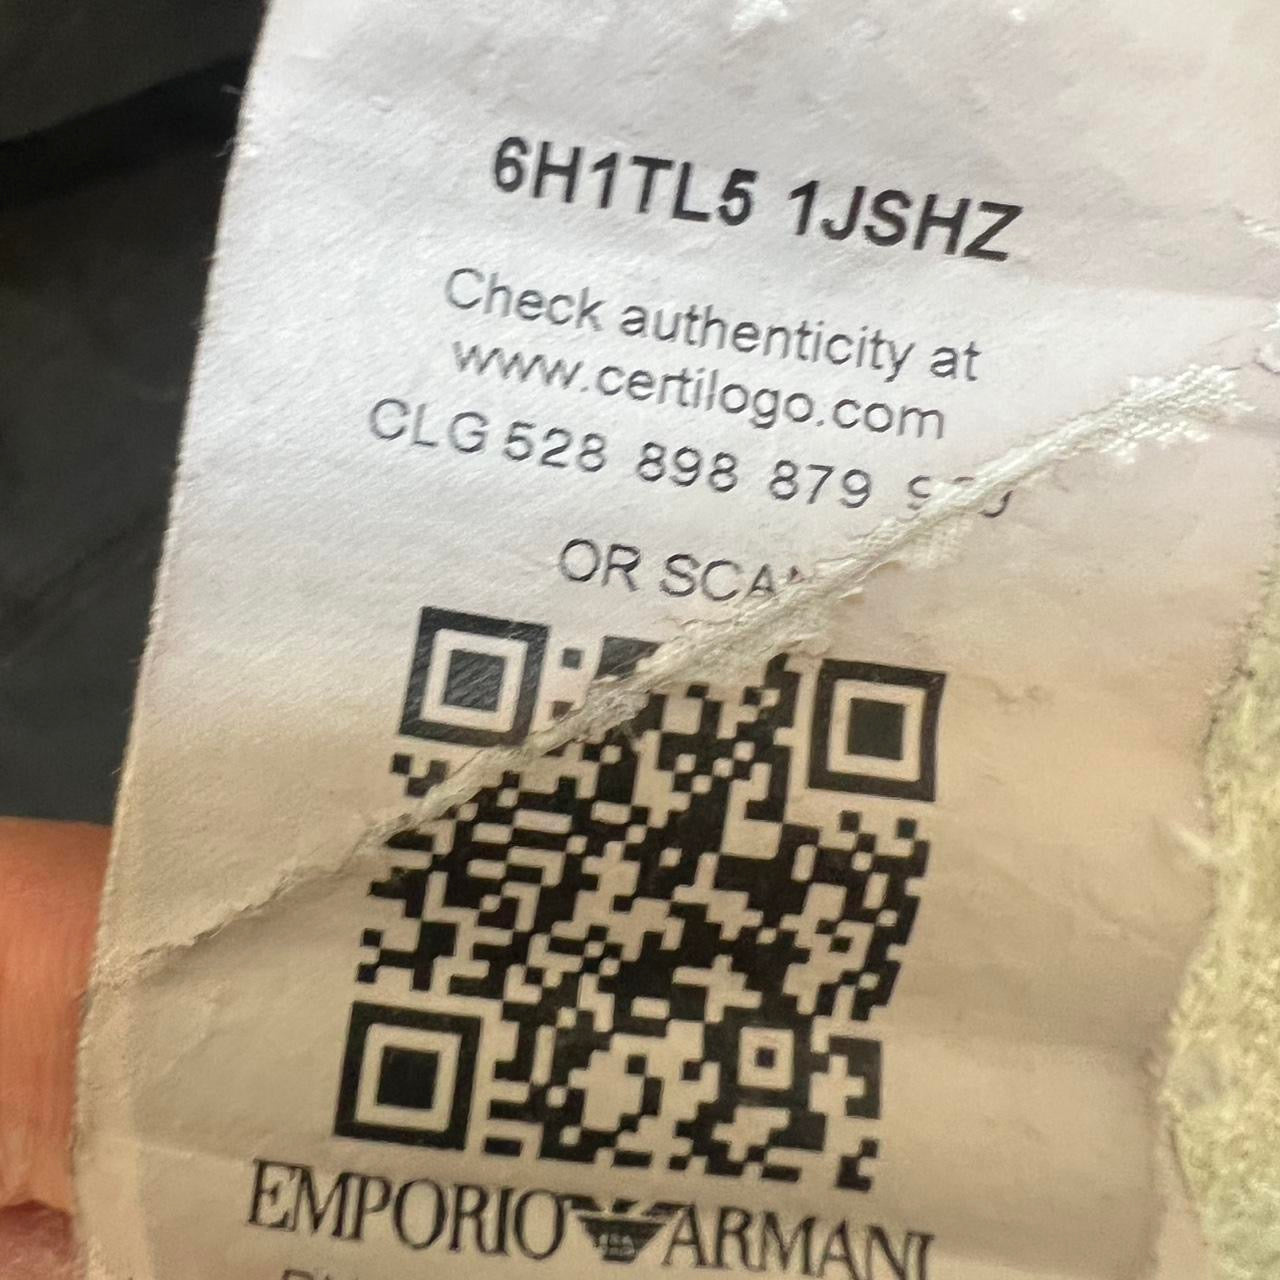 6H1TL5 1JSHZ
Check authenticity at
www.certilogo.com
CLG 528 898 879
OR
EMPORIO ARMANI